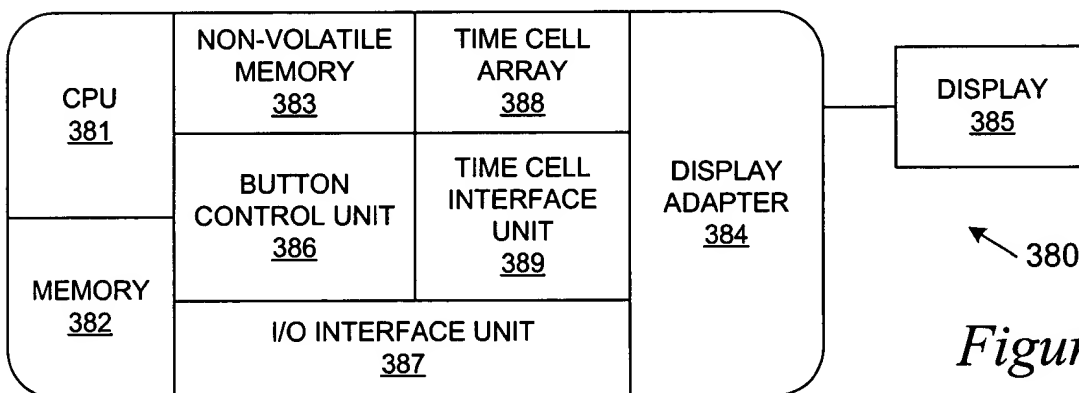 CPU
381
MEMORY
382
NON-VOLATILE
MEMORY
383
TIME CELL
ARRAY
388
BUTTON
CONTROL UNIT
386
TIME CELL
INTERFACE
UNIT
389
I/O INTERFACE UNIT
387
DISPLAY
ADAPTER
384
DISPLAY
385
380